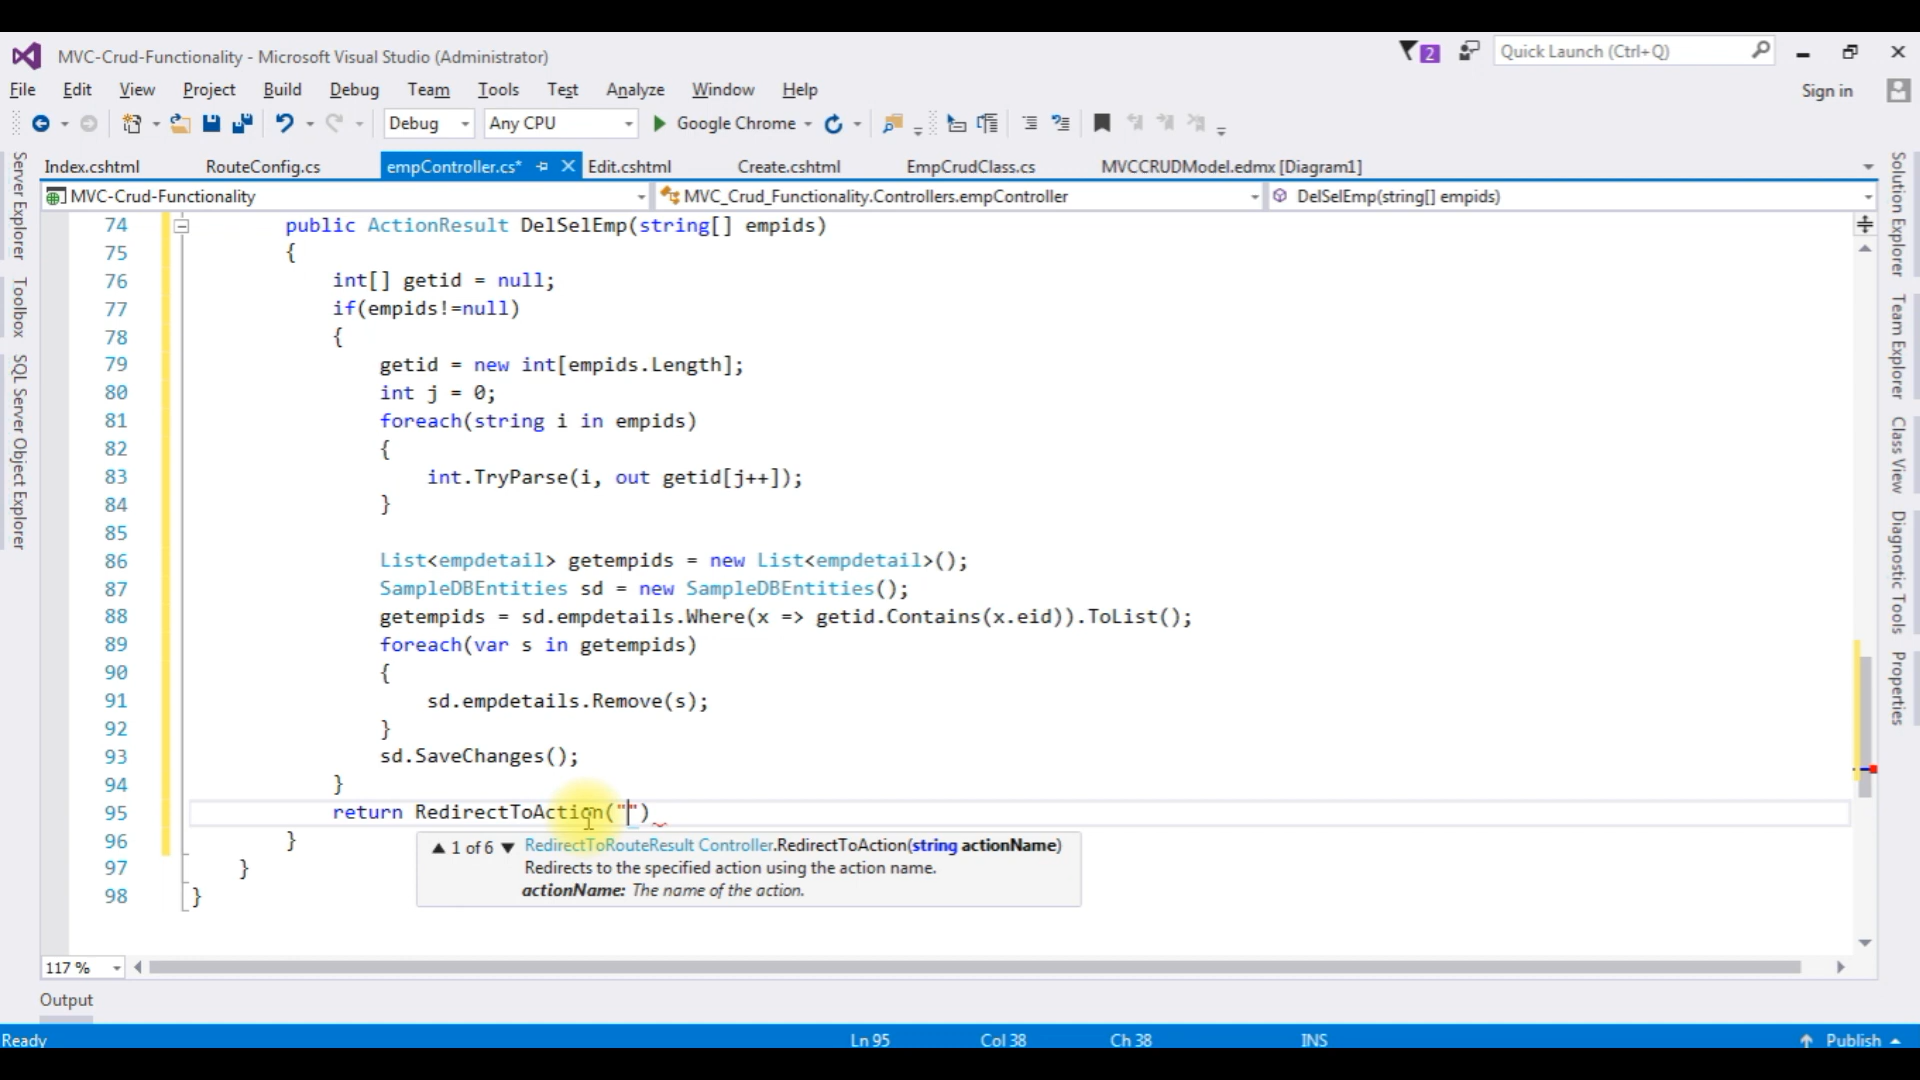 MVC-Crud-Functionality - Microsoft Visual Studio (Administrator)
2
Quick Launch (Ctrl+Q)
File Edit View Project Build Debug Team Tools Test Analyze Window Help
Sign in
Debug Any CPU Google Chrome
Index.cshtml RouteConfig.cs empController.cs* Edit.cshtml Create.cshtml EmpCrudClass.cs MVCCRUDModel.edmx [Diagram1]
MVC-Crud-Functionality MVC_Crud_Functionality.Controllers.empController DelSelEmp(string[] empids)
Server Explorer
Toolbox
SQL Server Object Explorer
74 public ActionResult DelSelEmp(string[] empids)
75 {
76 int[] getid = null;
77 if(empids!=null)
78 {
79 getid = new int[empids.Length];
80 int j = 0;
81 foreach(string i in empids)
82 {
83 int.TryParse(i, out getid[j++]);
84 }
85
86 List<empdetail> getempids = new List<empdetail>();
87 SampleDBEntities sd = new SampleDBEntities();
88 getempids = sd.empdetails.Where(x => getid.Contains(x.eid)).ToList();
89 foreach(var s in getempids)
90 {
91 sd.empdetails.Remove(s);
92 }
93 sd.SaveChanges();
94 }
95 return RedirectToAction("")
96 }
97 }
98 }
▲ 1 of 6 ▼ RedirectToRouteResult Controller.RedirectToAction(string actionName)
Redirects to the specified action using the action name.
actionName: The name of the action.
Solution Explorer
Team Explorer
Class View
Diagnostic Tools
Properties
117 %
Output
Ready Ln 95 Col 38 Ch 38 INS Publish